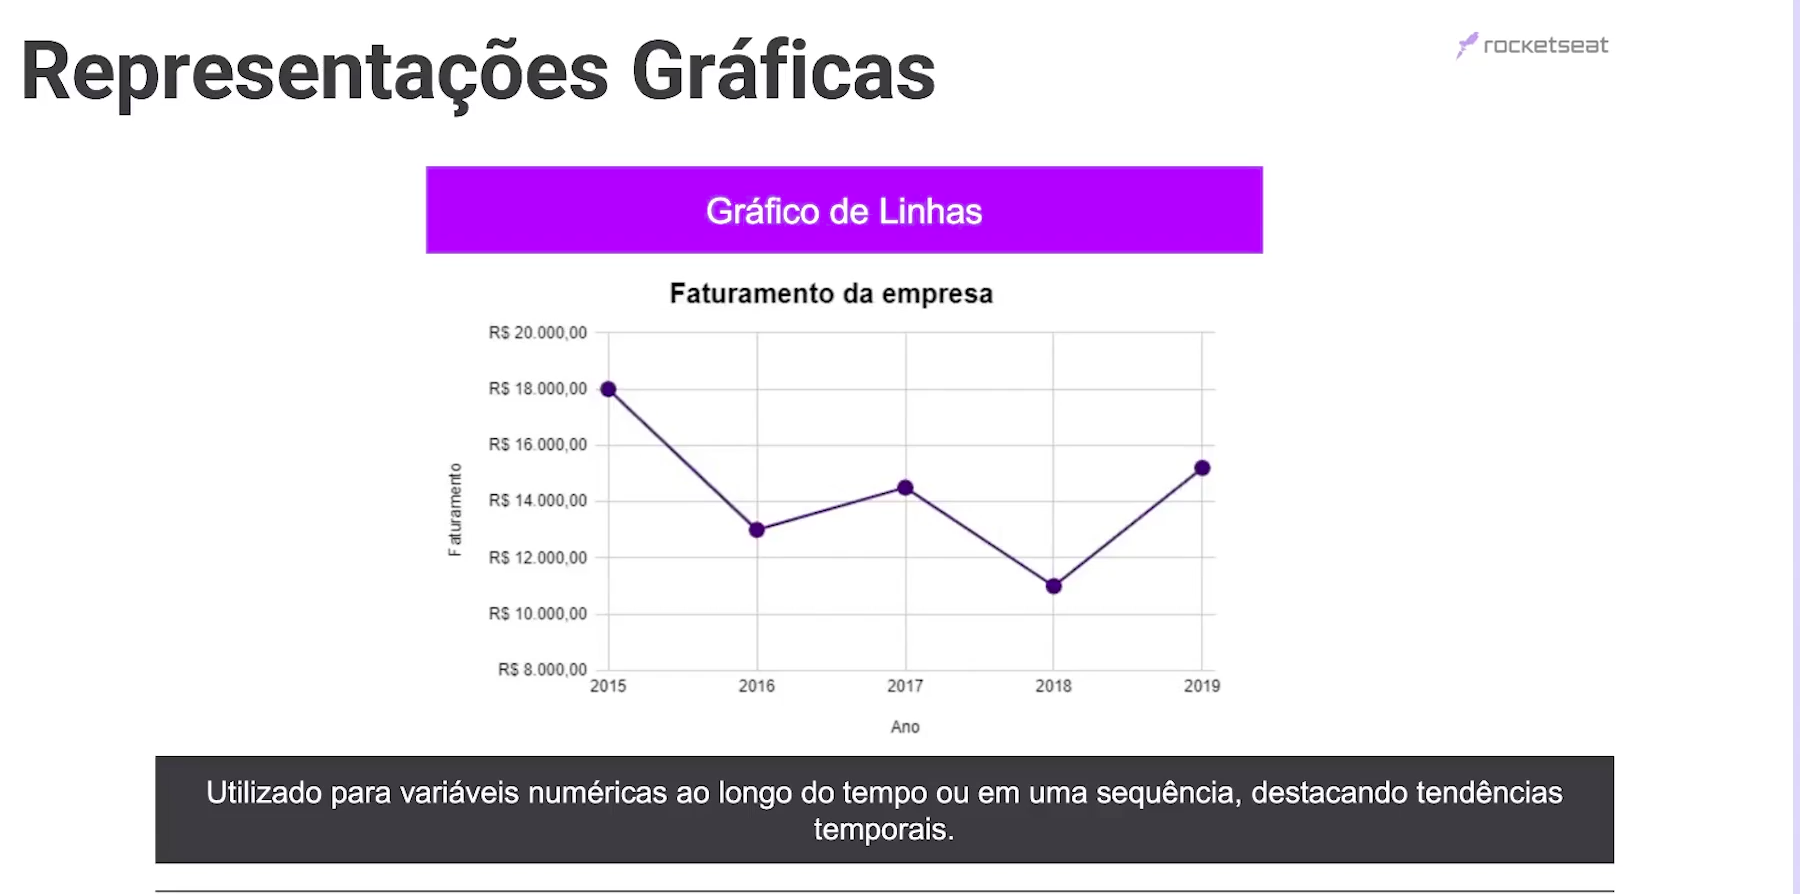 Representações Gráficas
rocketseat
Gráfico de Linhas
Faturamento da empresa
R$ 20.000,00
R$ 18.000,00
R$ 16.000,00
R$ 14.000,00
R$ 12.000,00
R$ 10.000,00
R$ 8.000,00
Faturamento
2015 2016 2017 2018 2019
Ano
Utilizado para variáveis numéricas ao longo do tempo ou em uma sequência, destacando tendências
temporais.